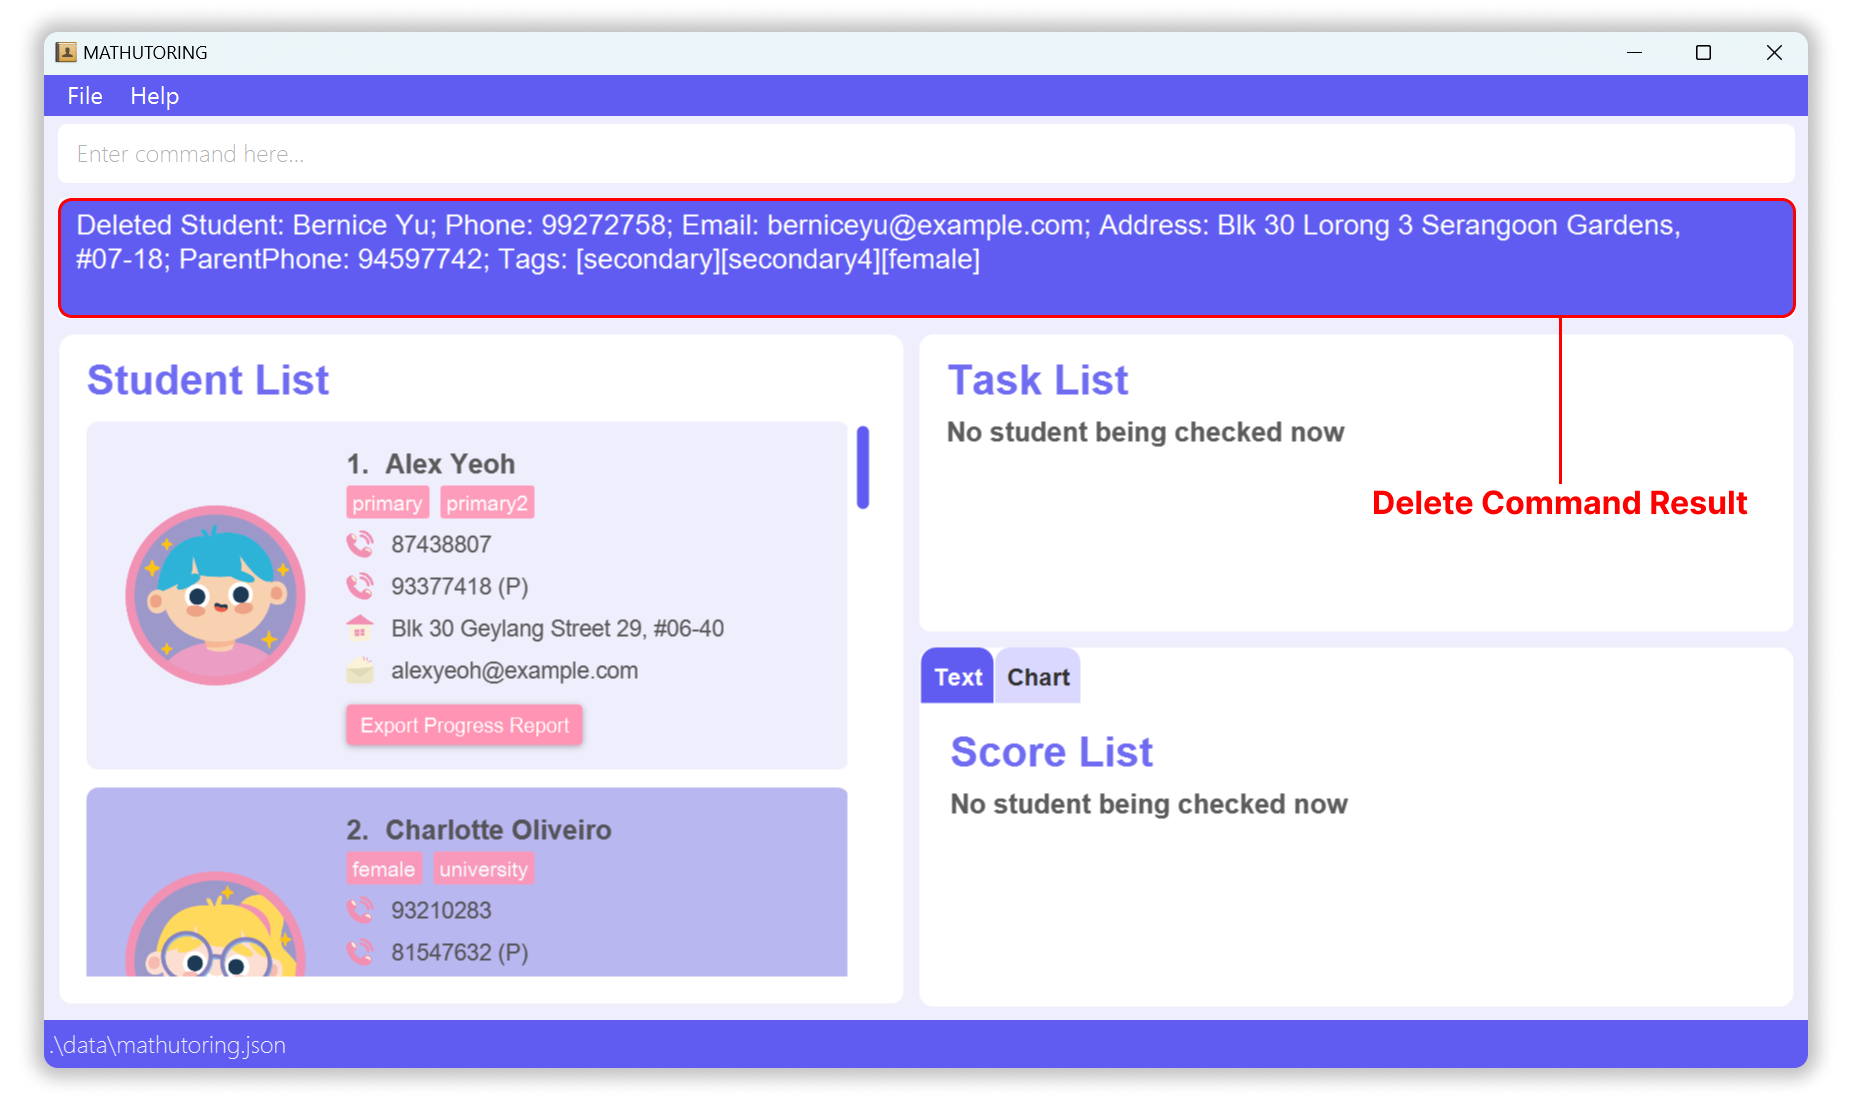 MATHUTORING
File Help
Enter command here...
Deleted Student: Bernice Yu; Phone: 99272758; Email: berniceyu@example.com; Address: Blk 30 Lorong 3 Serangoon Gardens,
#07-18; ParentPhone: 94597742; Tags: [secondary][secondary4][female]
Student List
1. Alex Yeoh
primary primary2
87438807
93377418 (P)
Blk 30 Geylang Street 29, #06-40
alexyeoh@example.com
Export Progress Report
2. Charlotte Oliveiro
female university
93210283
81547632 (P)
Task List
No student being checked now
Delete Command Result
Text Chart
Score List
No student being checked now
.\data\mathutoring.json